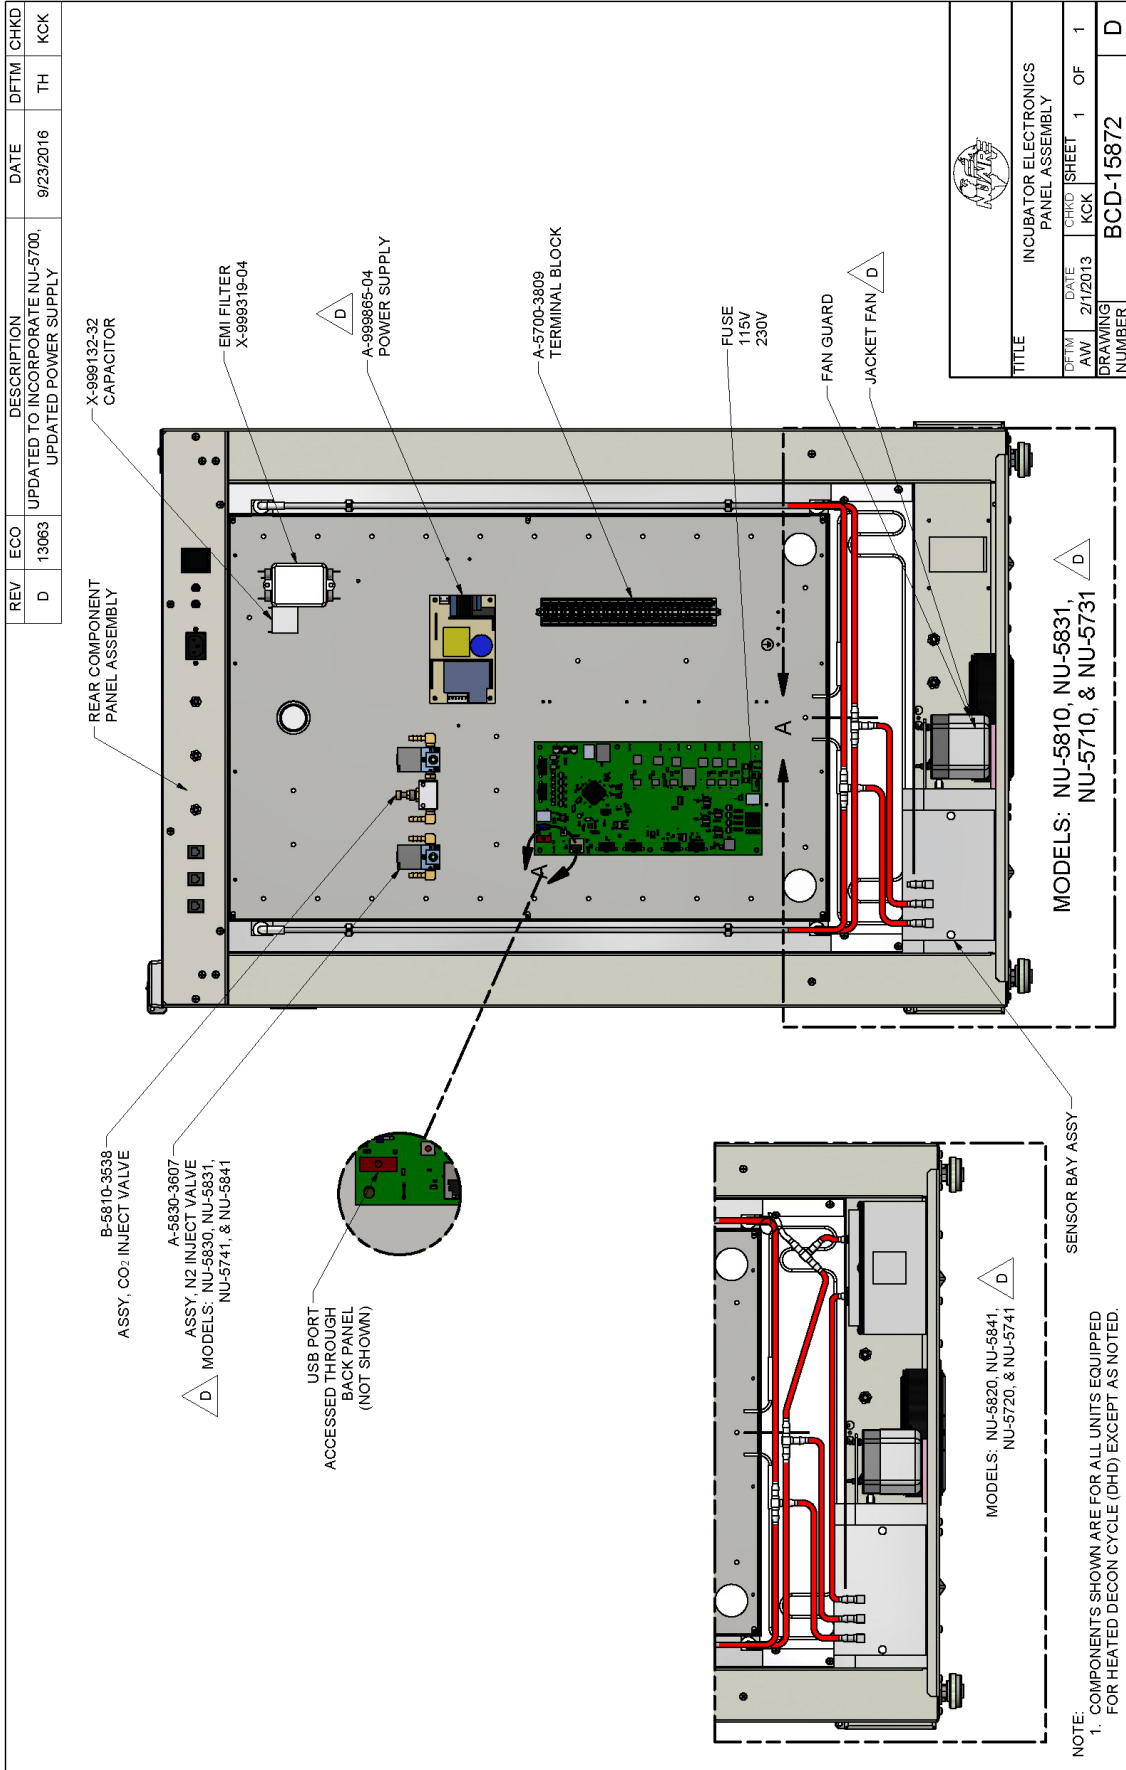 REV ECO DESCRIPTION DATE DFTM CHKD
D 13063 UPDATED TO INCORPORATE NU-5700, 9/23/2016 TH KCK
UPDATED POWER SUPPLY
REAR COMPONENT
PANEL ASSEMBLY
X-999132-32
CAPACITOR
EMI FILTER
X-999319-04
D
A-999865-04
POWER SUPPLY
A-5700-3809
TERMINAL BLOCK
FUSE
115V
230V
FAN GUARD
JACKET FAN
D
B-5810-3538
ASSY, CO2 INJECT VALVE
A-5830-3607
ASSY, N2 INJECT VALVE
MODELS: NU-5830, NU-5831,
NU-5741, & NU-5841
D
USB PORT
ACCESSED THROUGH
BACK PANEL
(NOT SHOWN)
A
A
MODELS: NU-5810, NU-5831,
NU-5710, & NU-5731
D
SENSOR BAY ASSY
MODELS: NU-5820, NU-5841,
NU-5720, & NU-5741
D
NOTE:
1. COMPONENTS SHOWN ARE FOR ALL UNITS EQUIPPED
FOR HEATED DECON CYCLE (DHD) EXCEPT AS NOTED.
NUAIRE
TITLE
INCUBATOR ELECTRONICS
PANEL ASSEMBLY
DFTM DATE CHKD SHEET 1 OF 1
AW 2/1/2013 KCK
DRAWING
NUMBER
BCD-15872 D